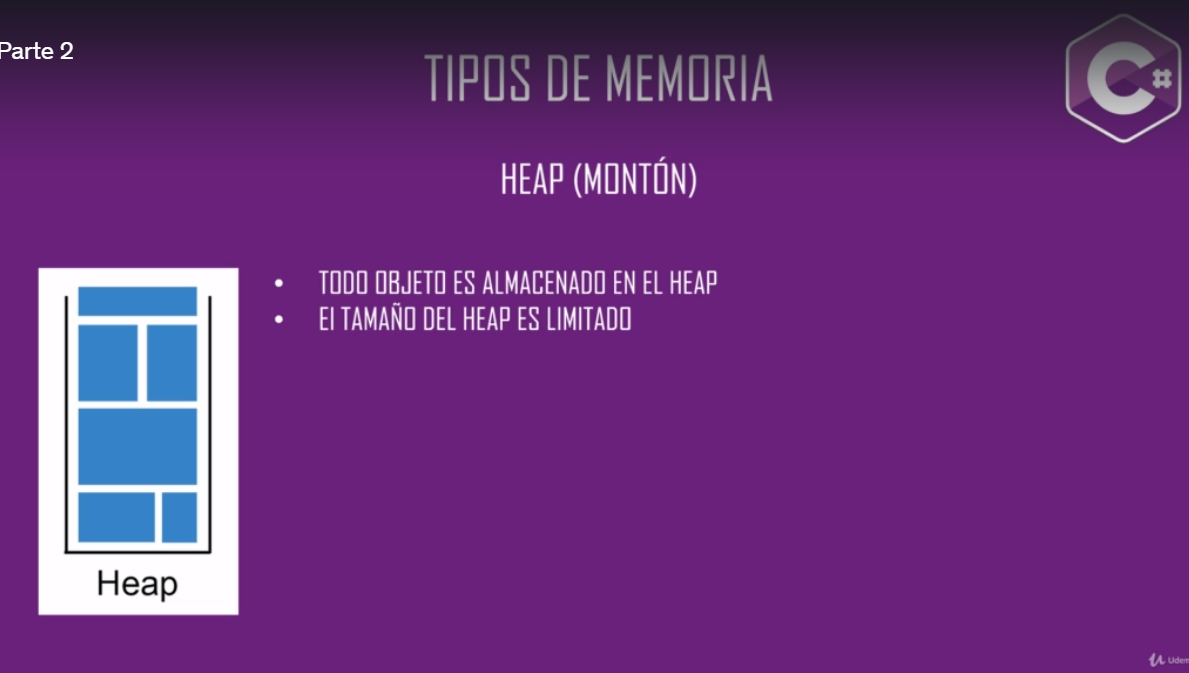 Parte 2
TIPOS DE MEMORIA
C#
HEAP (MONTÓN)
• TODO OBJETO ES ALMACENADO EN EL HEAP
• El TAMAÑO DEL HEAP ES LIMITADO
Heap